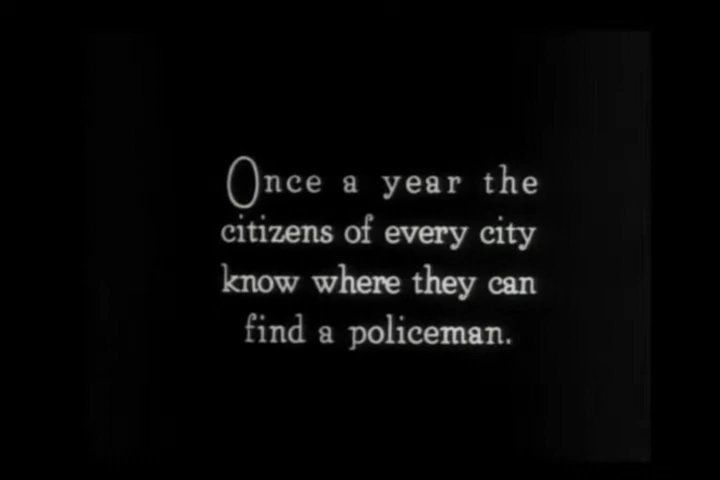 Once a year the
citizens of every city
know where they can
find a policeman.